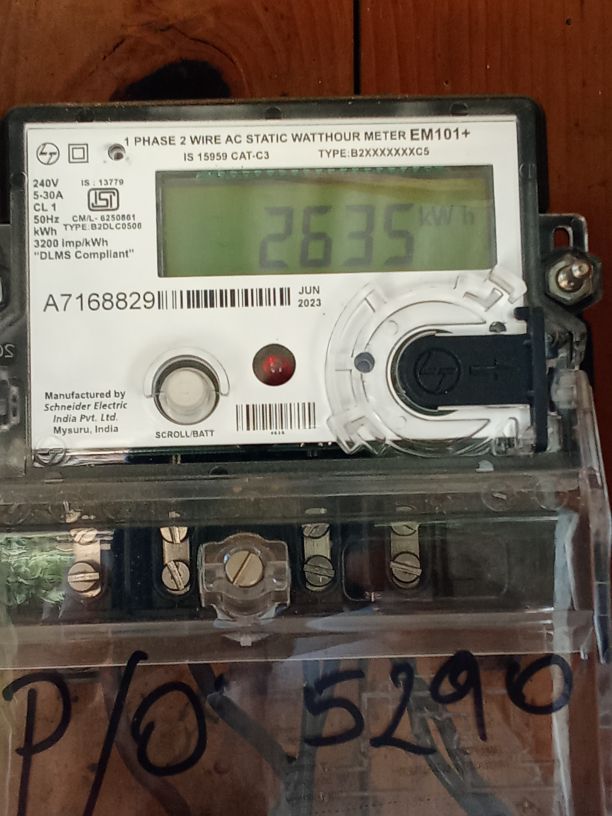 1 PHASE 2 WIRE AC STATIC WATTHOUR METER EM101+
IS 15959 CAT-C3 TYPE:B2XXXXXXXC5
240V
5-30A
CL 1
50Hz
kWh
3200 imp/kWh
"DLMS Compliant"
IS : 13779
ISI
CM/L- 6250861
TYPE:B2DLC0506
2635 kWh
A7168829
JUN
2023
Manufactured by
Schneider Electric
India Pvt. Ltd.
Mysuru, India
SCROLL/BATT
P/O 5290